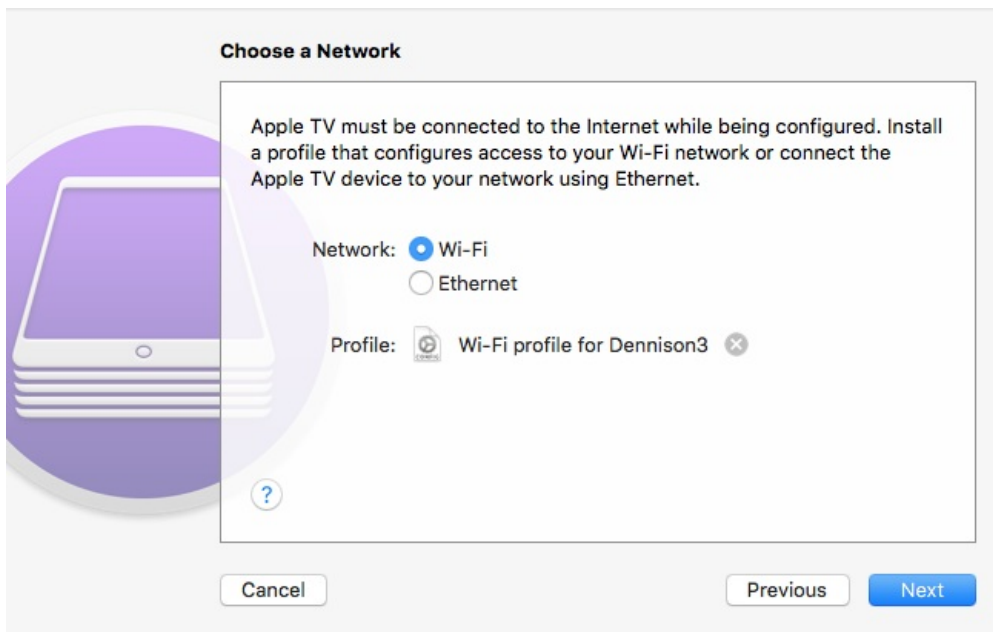 Choose a Network
Apple TV must be connected to the Internet while being configured. Install
a profile that configures access to your Wi-Fi network or connect the
Apple TV device to your network using Ethernet.
Network: Wi-Fi
Ethernet
Profile: CONFIG Wi-Fi profile for Dennison3
?
Cancel Previous Next